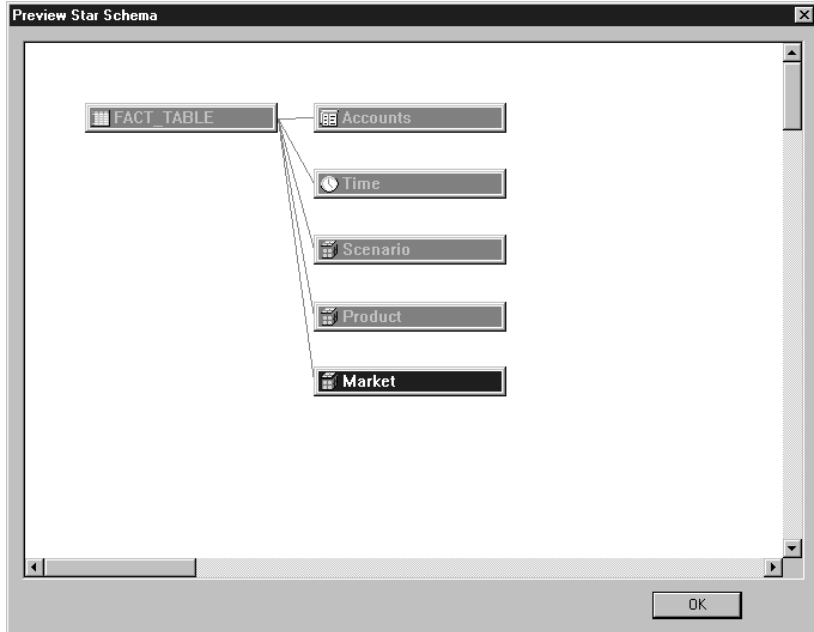 Preview Star Schema
FACT_TABLE
Accounts
Time
Scenario
Product
Market
OK